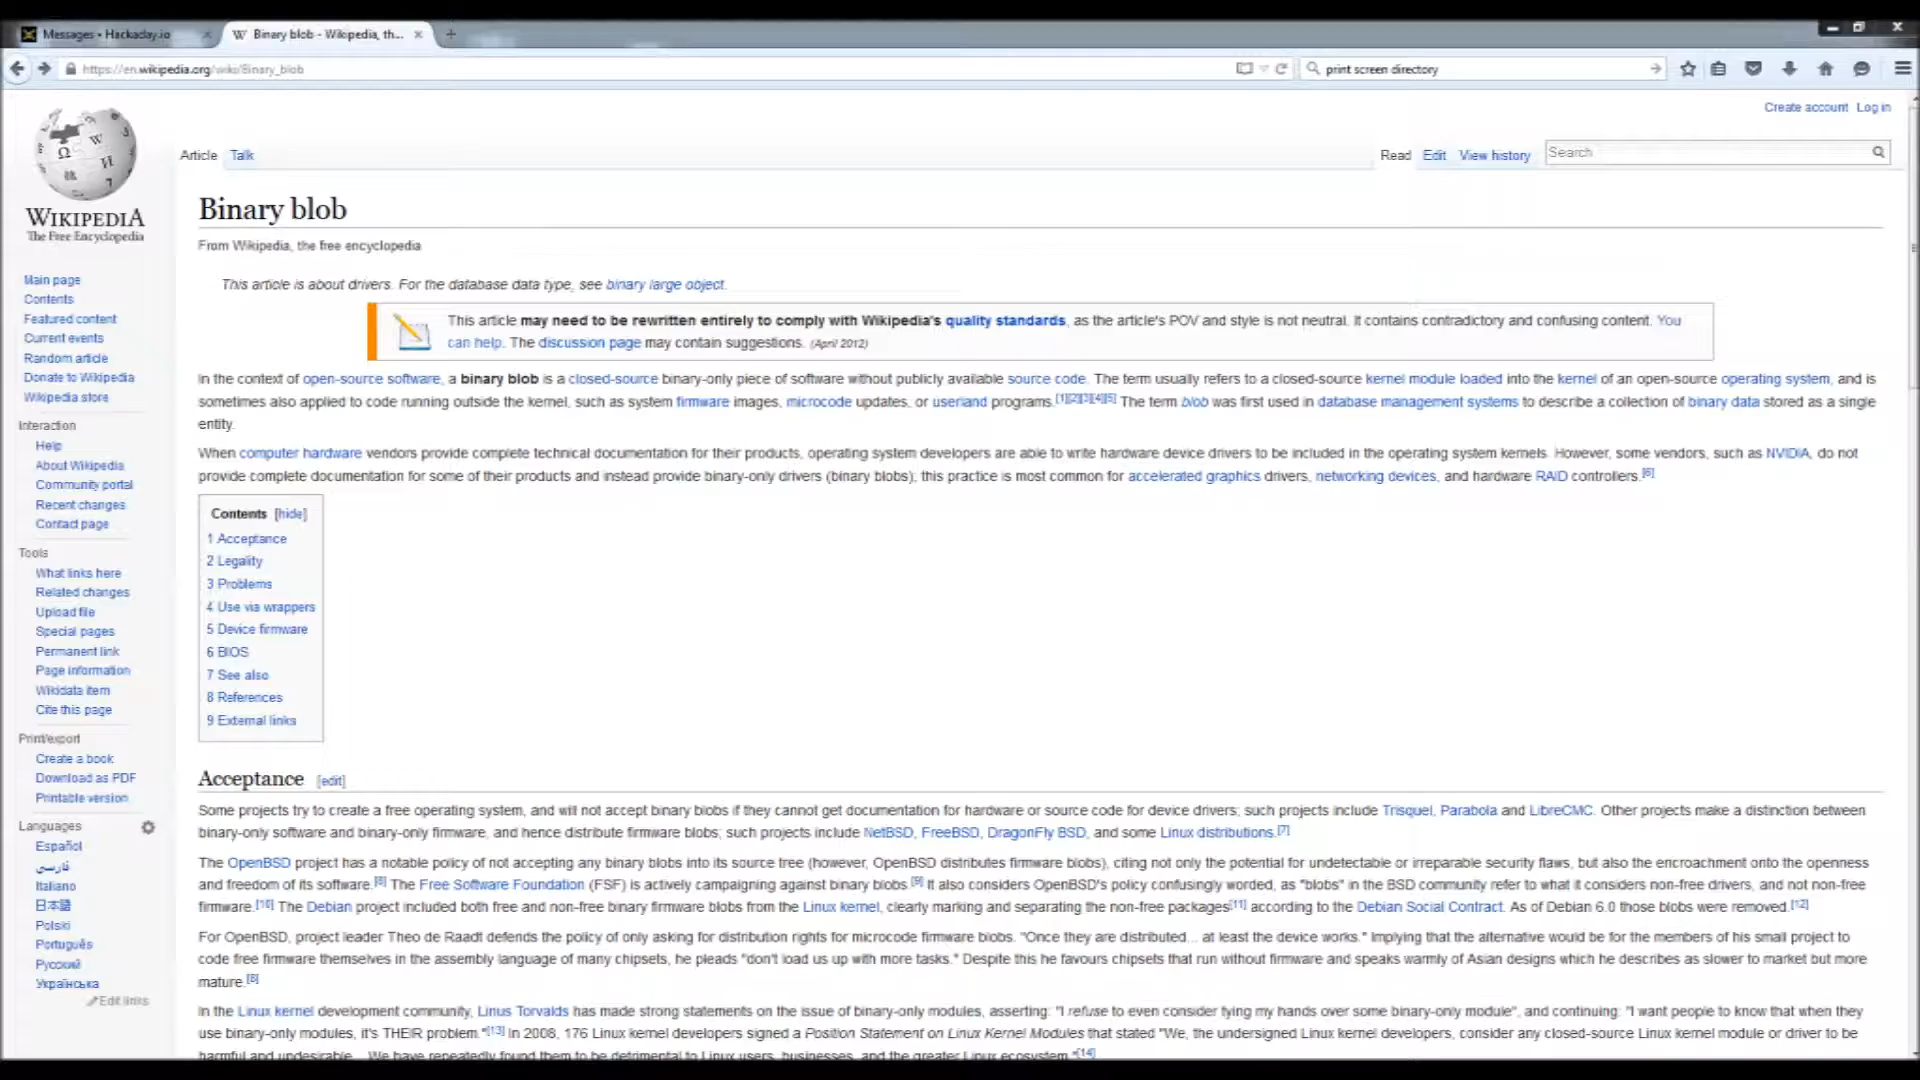 Messages • Hackaday.io
Binary blob - Wikipedia, th...
https://en.wikipedia.org/wiki/Binary_blob
print screen directory
Create account Log in
Article Talk
Read Edit View history
Search
WIKIPEDIA
The Free Encyclopedia
Main page
Contents
Featured content
Current events
Random article
Donate to Wikipedia
Wikipedia store
Interaction
Help
About Wikipedia
Community portal
Recent changes
Contact page
Tools
What links here
Related changes
Upload file
Special pages
Permanent link
Page information
Wikidata item
Cite this page
Print/export
Create a book
Download as PDF
Printable version
Languages
Español
فارسی
Italiano
日本語
Polski
Português
Русский
Українська
Edit links
Binary blob
From Wikipedia, the free encyclopedia
This article is about drivers. For the database data type, see binary large object.
This article may need to be rewritten entirely to comply with Wikipedia's quality standards, as the article's POV and style is not neutral. It contains contradictory and confusing content. You
can help. The discussion page may contain suggestions. (April 2012)
In the context of open-source software, a binary blob is a closed-source binary-only piece of software without publicly available source code. The term usually refers to a closed-source kernel module loaded into the kernel of an open-source operating system, and is
sometimes also applied to code running outside the kernel, such as system firmware images, microcode updates, or userland programs.[1][2][3][4][5] The term blob was first used in database management systems to describe a collection of binary data stored as a single
entity.
When computer hardware vendors provide complete technical documentation for their products, operating system developers are able to write hardware device drivers to be included in the operating system kernels. However, some vendors, such as NVIDIA, do not
provide complete documentation for some of their products and instead provide binary-only drivers (binary blobs); this practice is most common for accelerated graphics drivers, networking devices, and hardware RAID controllers.[6]
Contents [hide]
1 Acceptance
2 Legality
3 Problems
4 Use via wrappers
5 Device firmware
6 BIOS
7 See also
8 References
9 External links
Acceptance [edit]
Some projects try to create a free operating system, and will not accept binary blobs if they cannot get documentation for hardware or source code for device drivers; such projects include Trisquel, Parabola and LibreCMC. Other projects make a distinction between
binary-only software and binary-only firmware, and hence distribute firmware blobs; such projects include NetBSD, FreeBSD, DragonFly BSD, and some Linux distributions.[7]
The OpenBSD project has a notable policy of not accepting any binary blobs into its source tree (however, OpenBSD distributes firmware blobs), citing not only the potential for undetectable or irreparable security flaws, but also the encroachment onto the openness
and freedom of its software.[8] The Free Software Foundation (FSF) is actively campaigning against binary blobs.[9] It also considers OpenBSD's policy confusingly worded, as "blobs" in the BSD community refer to what it considers non-free drivers, and not non-free
firmware.[10] The Debian project included both free and non-free binary firmware blobs from the Linux kernel, clearly marking and separating the non-free packages[11] according to the Debian Social Contract. As of Debian 6.0 those blobs were removed.[12]
For OpenBSD, project leader Theo de Raadt defends the policy of only asking for distribution rights for microcode firmware blobs. "Once they are distributed... at least the device works." Implying that the alternative would be for the members of his small project to
code free firmware themselves in the assembly language of many chipsets, he pleads "don't load us up with more tasks." Despite this he favours chipsets that run without firmware and speaks warmly of Asian designs which he describes as slower to market but more
mature.[8]
In the Linux kernel development community, Linus Torvalds has made strong statements on the issue of binary-only modules, asserting: "I refuse to even consider tying my hands over some binary-only module", and continuing: "I want people to know that when they
use binary-only modules, it's THEIR problem."[13] In 2008, 176 Linux kernel developers signed a Position Statement on Linux Kernel Modules that stated "We, the undersigned Linux kernel developers, consider any closed-source Linux kernel module or driver to be
harmful and undesirable... We have repeatedly found them to be detrimental to Linux users, businesses, and the greater Linux ecosystem."[14]